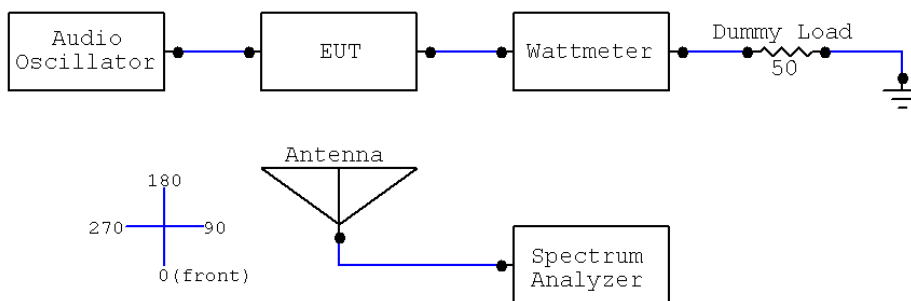 Audio
Oscillator
EUT
Wattmeter
Dummy Load
50
Antenna
180
270
90
0(front)
Spectrum
Analyzer